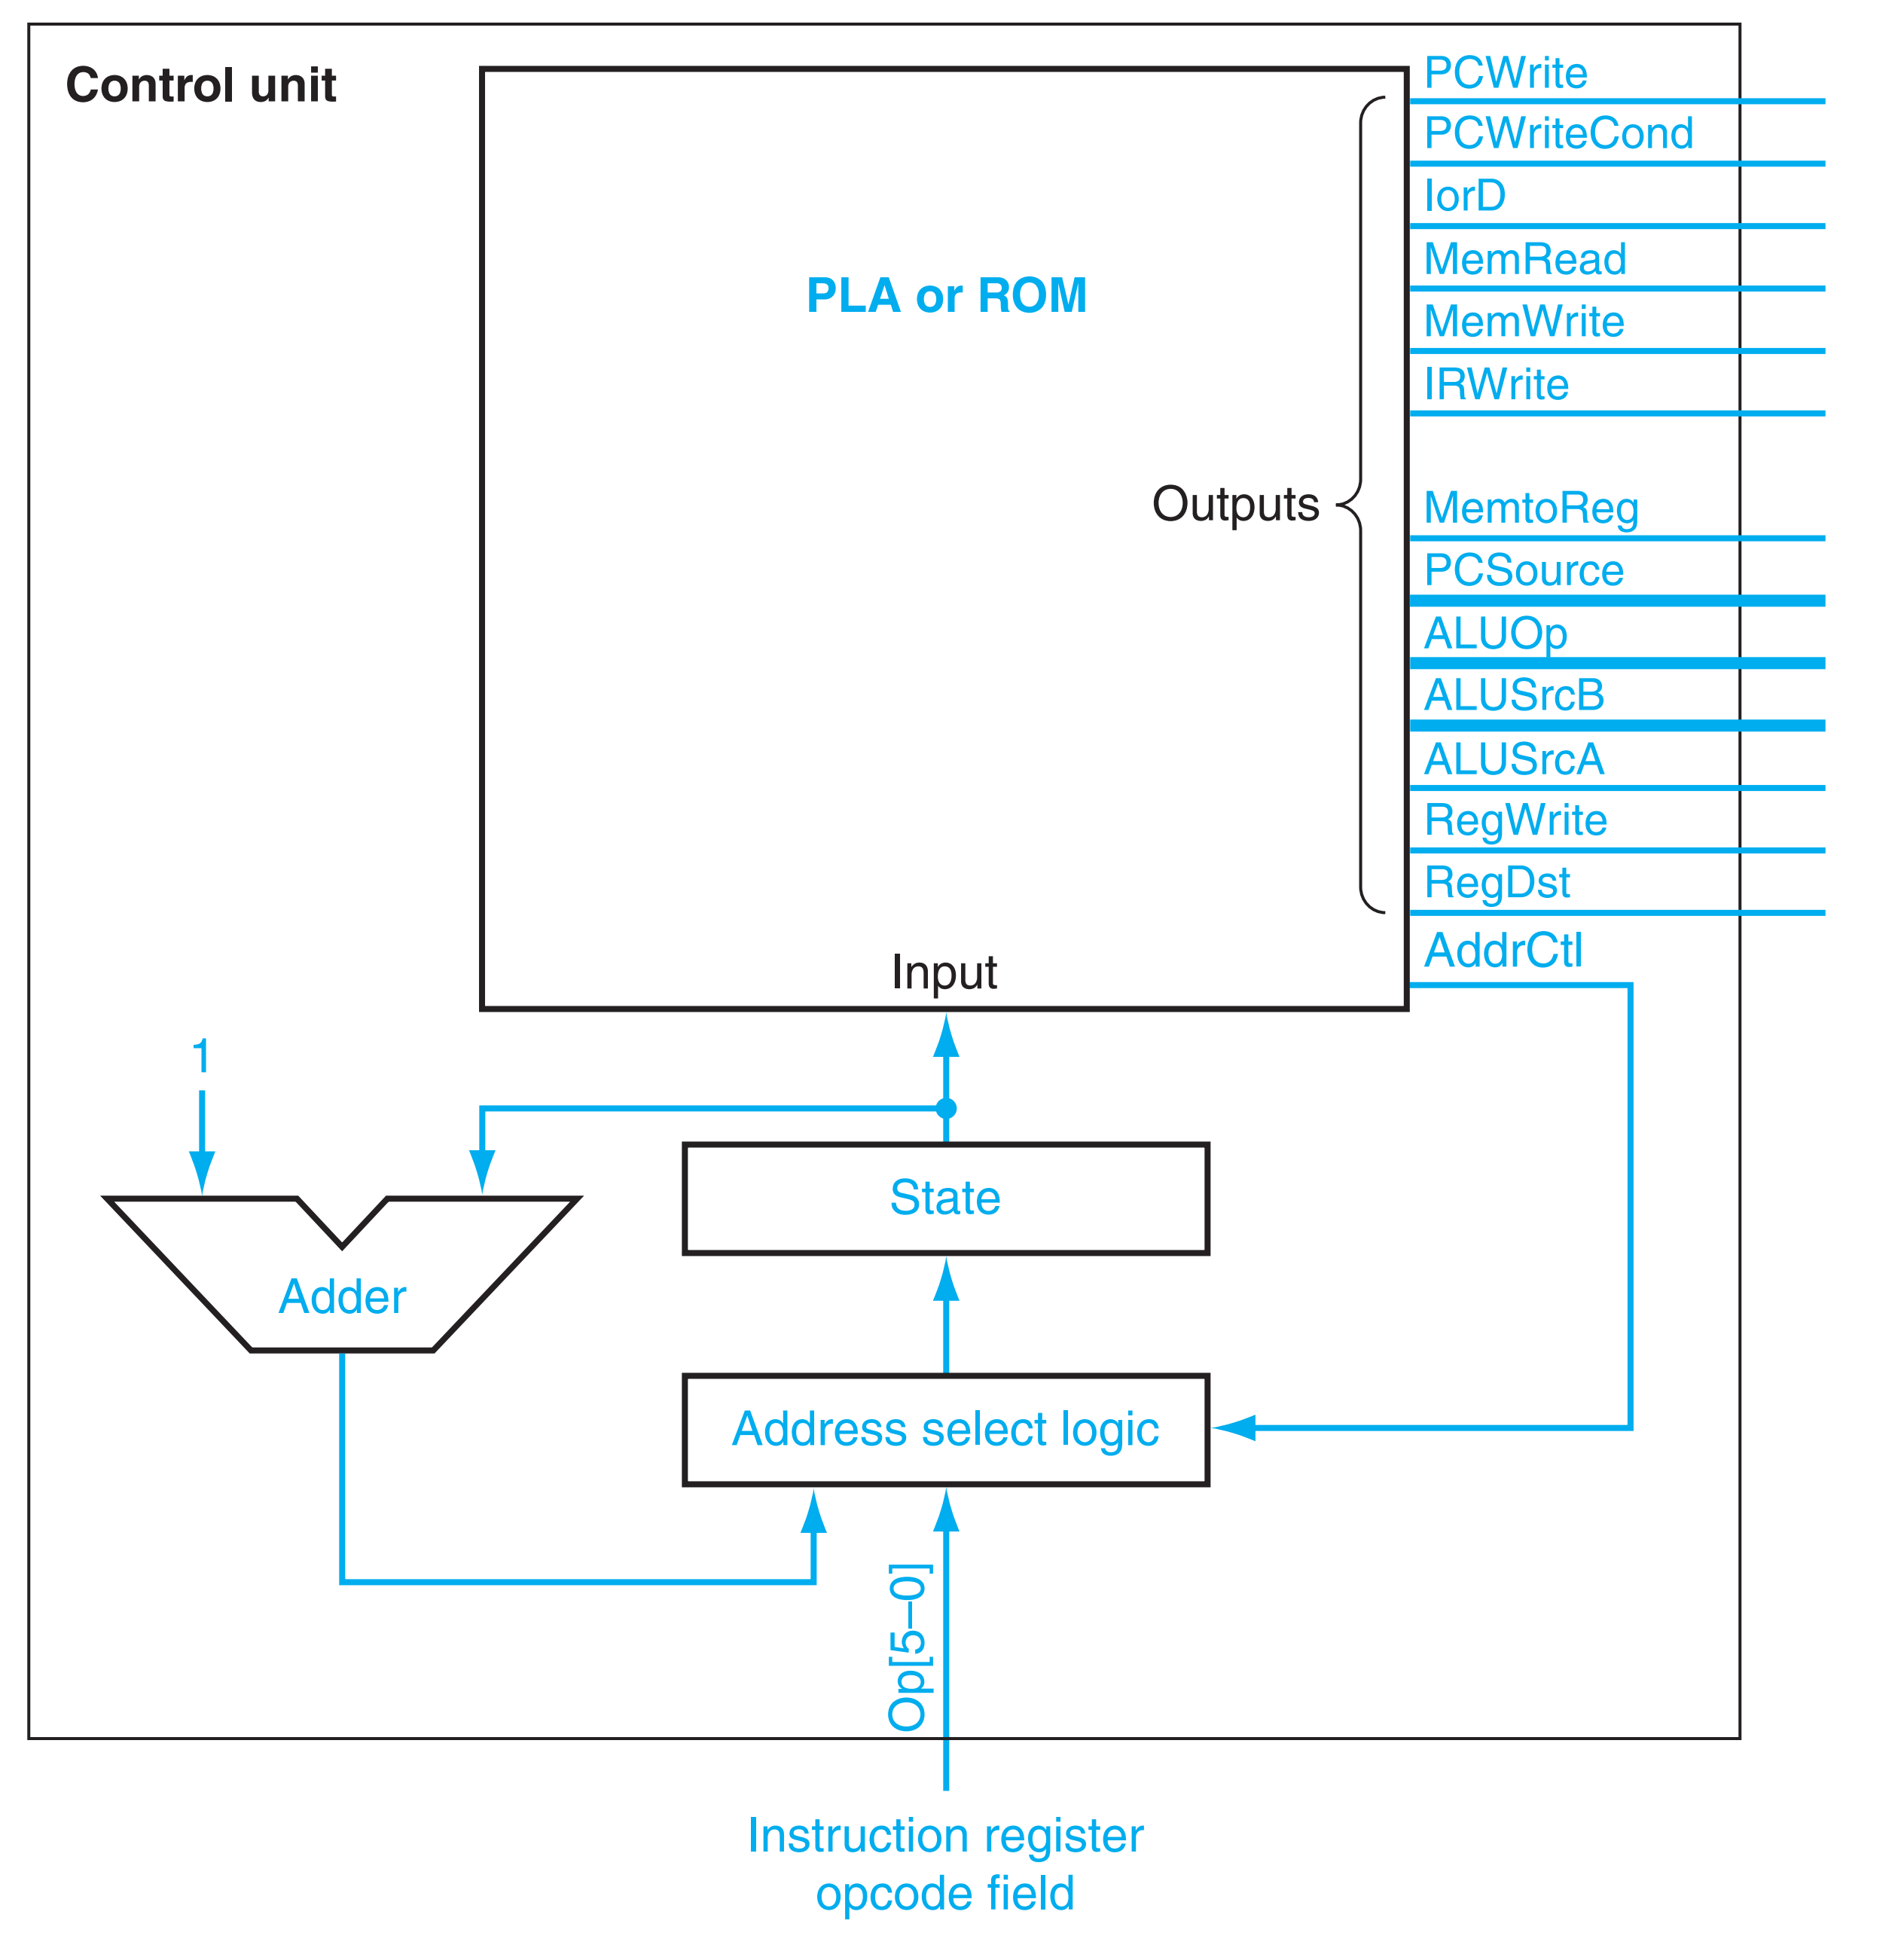 Control unit
PLA or ROM
Outputs
Input
PCWrite
PCWriteCond
IorD
MemRead
MemWrite
IRWrite
MemtoReg
PCSource
ALUOp
ALUSrcB
ALUSrcA
RegWrite
RegDst
AddrCtl
1
State
Adder
Address select logic
Op[5–0]
Instruction register
opcode field